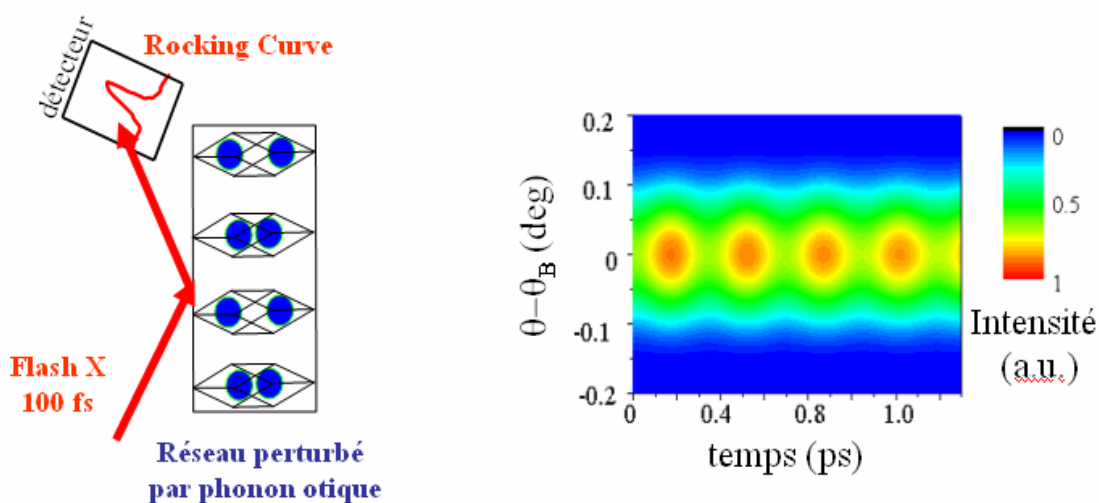 détecteur
Rocking Curve
Flash X
100 fs
Réseau perturbé
par phonon otique
θ−θB (deg)
0.2
0.1
0
-0.1
-0.2
0
0.4
0.8
1.0
temps (ps)
0
0.5
1
Intensité
(a.u.)